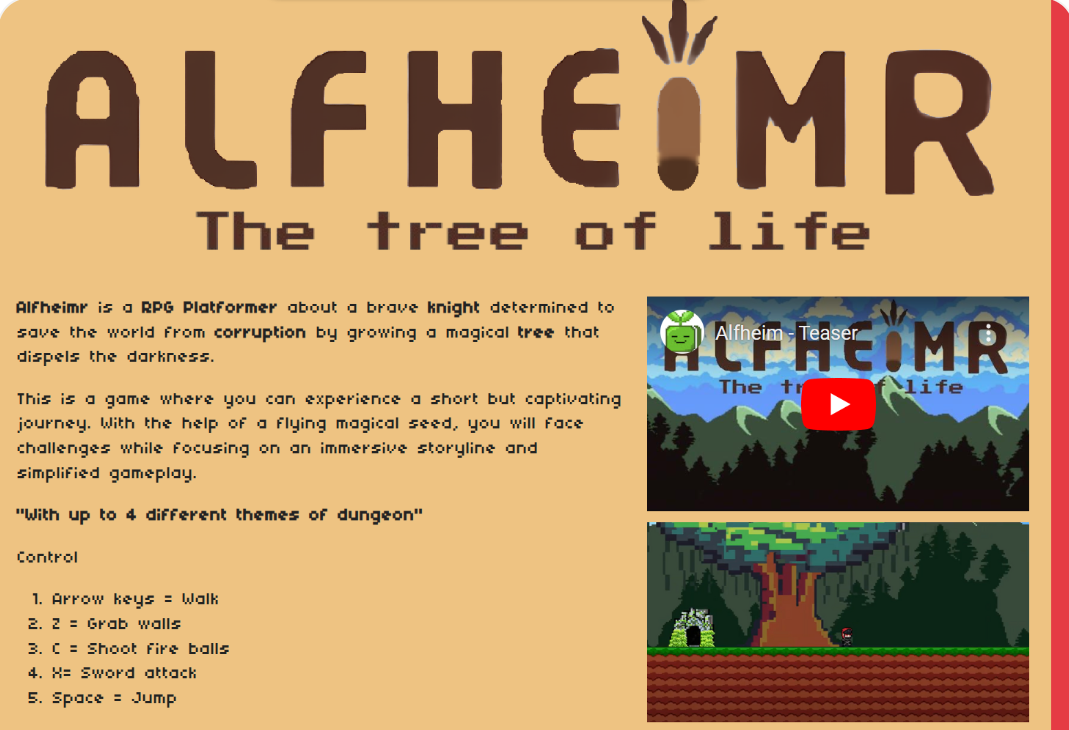 ALFHEIMR
The tree of life
Alfheimr is a RPG Platformer about a brave knight determined to
save the world from corruption by growing a magical tree that
dispels the darkness.
This is a game where you can experience a short but captivating
journey. With the help of a flying magical seed, you will face
challenges while focusing on an immersive storyline and
simplified gameplay.
"With up to 4 different themes of dungeon"
Control
1. Arrow keys = Walk
2. Z = Grab walls
3. C = Shoot fire balls
4. X= Sword attack
5. Space = Jump
Alfheim - Teaser
ALFHEIMR
The tree of life